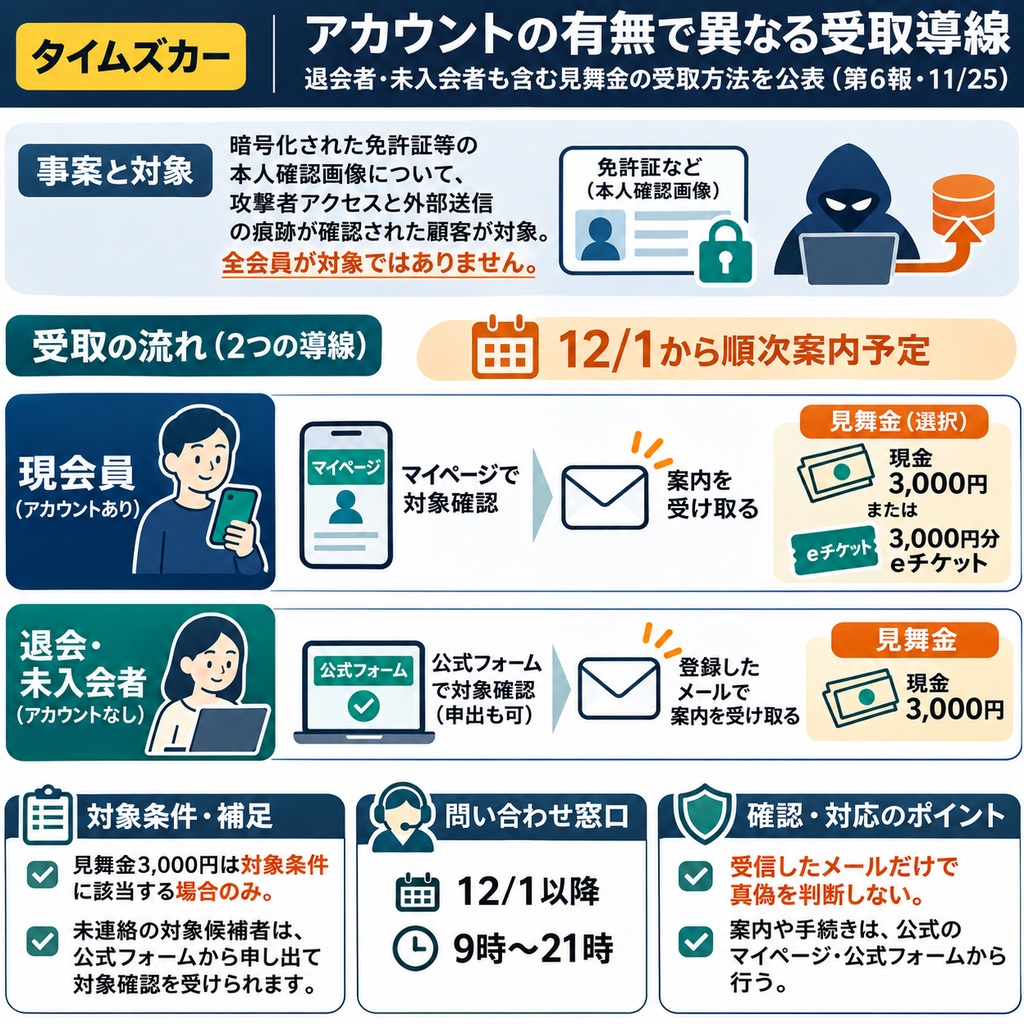 タイムズカー
アカウントの有無で異なる受取導線
退会者・未入会者も含む見舞金の受取方法を公表（第6報・11/25）
事案と対象
暗号化された免許証等の
本人確認画像について、
攻撃者アクセスと外部送信
の痕跡が確認された顧客が対象。
全会員が対象ではありません。
免許証など
（本人確認画像）
受取の流れ（2つの導線）
12/1から順次案内予定
現会員
（アカウントあり）
マイページ
マイページで
対象確認
案内を
受け取る
見舞金（選択）
現金
3,000円
または
eチケット
3,000円分
eチケット
退会・
未入会者
（アカウントなし）
公式フォーム
公式フォーム
で対象確認
（申出も可）
登録した
メールで
案内を受け取る
見舞金
現金
3,000円
対象条件・補足
見舞金3,000円は対象条件
に該当する場合のみ。
未連絡の対象候補者は、
公式フォームから申し出て
対象確認を受けられます。
問い合わせ窓口
12/1以降
9時〜21時
確認・対応のポイント
受信したメールだけで
真偽を判断しない。
案内や手続きは、公式の
マイページ・公式フォームから
行う。